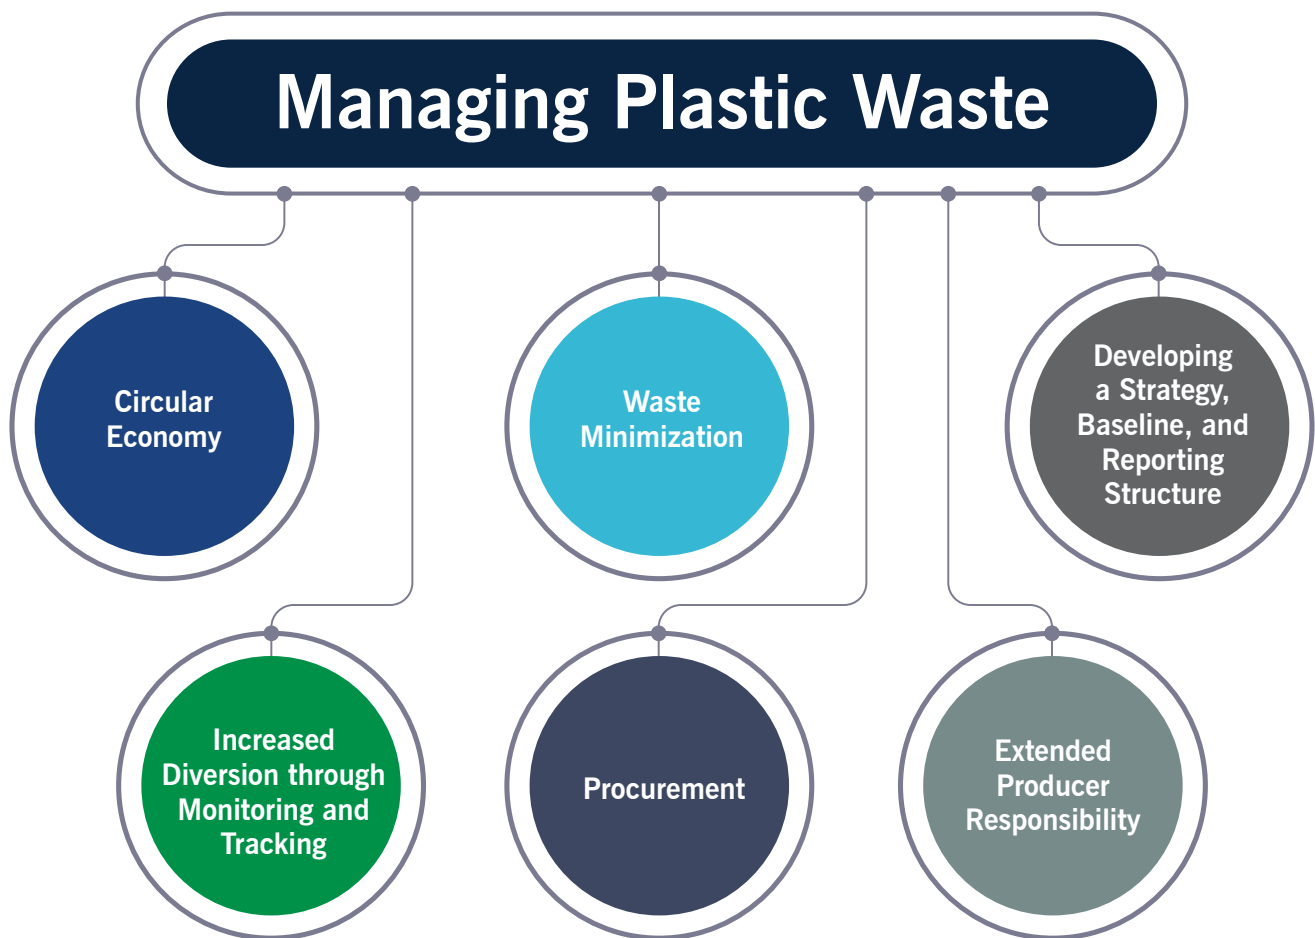 Managing Plastic Waste
Circular
Economy
Waste
Minimization
Developing
a Strategy,
Baseline, and
Reporting
Structure
Increased
Diversion through
Monitoring and
Tracking
Procurement
Extended
Producer
Responsibility